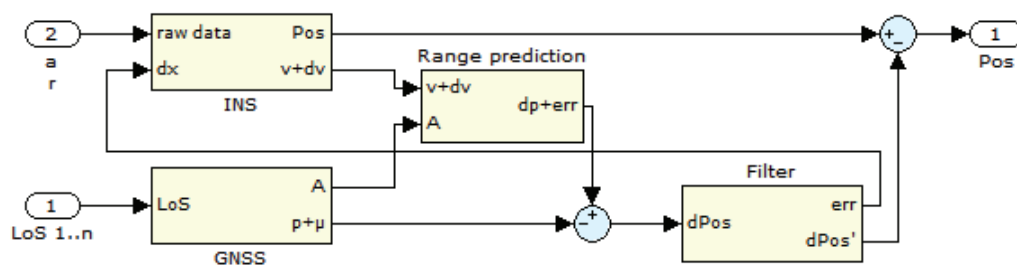 2
a
r
raw data
Pos
dx
v+dv
INS
Range prediction
v+dv
dp+err
A
+
-
1
Pos
1
LoS 1..n
LoS
A
p+μ
GNSS
+
-
Filter
dPos
err
dPos'